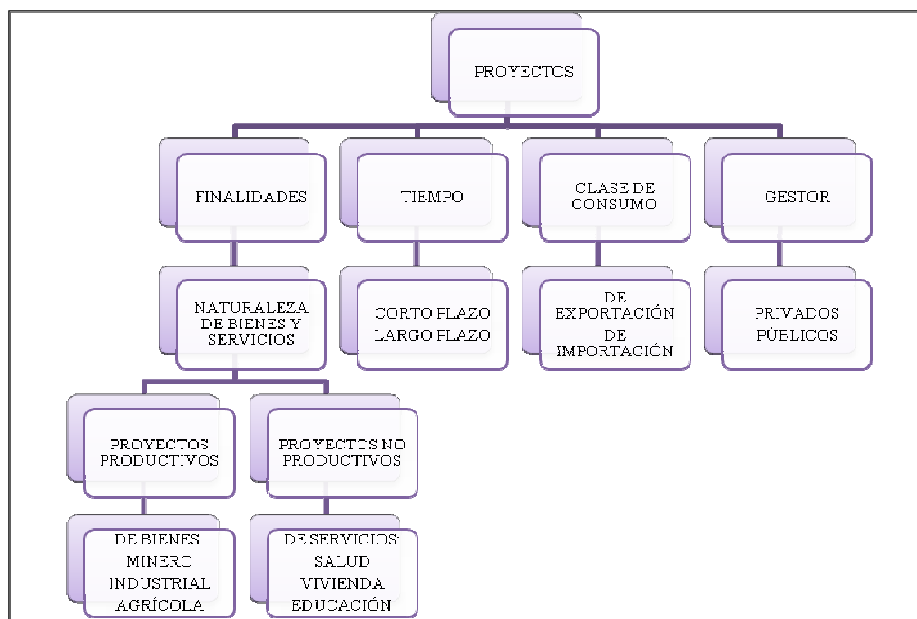 PROYECTOS
FINALIDADES
TIEMPO
CLASE DE
CONSUMO
GESTOR
NATURALEZA
DE BIENES Y
SERVICIOS
CORTO PLAZO
LARGO PLAZO
DE
EXPORTACIÓN
DE
IMPORTACIÓN
PRIVADOS
PÚBLICOS
PROYECTOS
PRODUCTIVOS
PROYECTOS NO
PRODUCTIVOS
DE BIENES:
MINERO
INDUSTRIAL
AGRÍCOLA
DE SERVICIOS:
SALUD
VIVIENDA
EDUCACIÓN